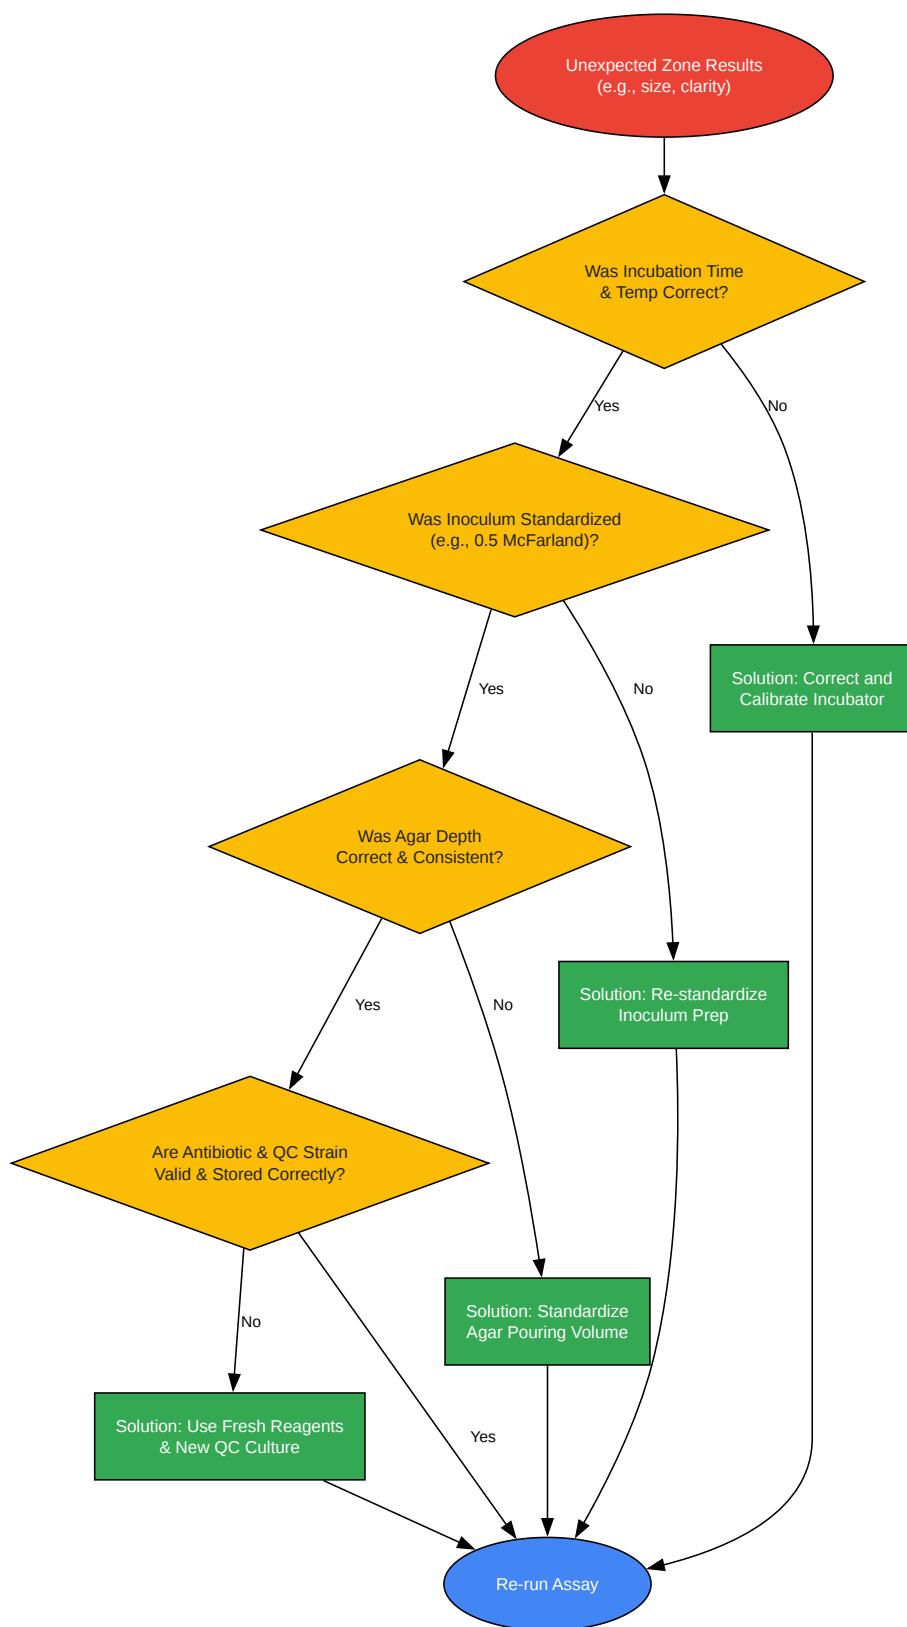 Unexpected Zone Results
(e.g., size, clarity)
Was Incubation Time
& Temp Correct?
Yes
No
Was Inoculum Standardized
(e.g., 0.5 McFarland)?
Solution: Correct and
Calibrate Incubator
Yes
No
Was Agar Depth
Correct & Consistent?
Solution: Re-standardize
Inoculum Prep
Yes
No
Are Antibiotic & QC Strain
Valid & Stored Correctly?
Solution: Standardize
Agar Pouring Volume
No
Yes
Solution: Use Fresh Reagents
& New QC Culture
Re-run Assay